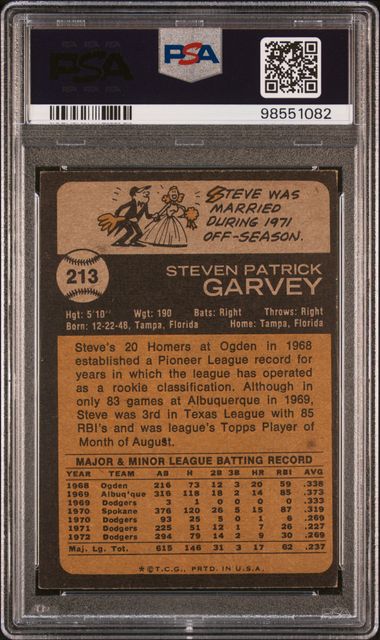 PSA
PSA
98551082
STEVE WAS
MARRIED
DURING 1971
OFF-SEASON.
213
STEVEN PATRICK
GARVEY
Hgt: 5'10" Wgt: 190 Bats: Right Throws: Right
Born: 12-22-48, Tampa, Florida Home: Tampa, Florida
Steve's 20 Homers at Ogden in 1968
established a Pioneer League record for
years in which the league has operated
as a rookie classification. Although in
only 83 games at Albuquerque in 1969,
Steve was 3rd in Texas League with 85
RBI's and was league's Topps Player of
Month of August.
MAJOR & MINOR LEAGUE BATTING RECORD
YEAR AB H 2B 3B HR RBI AVG
1968 Ogden 216 73 12 3 20 59 .338
1969 Albuq'que 316 118 18 2 14 85 .373
1969 Dodgers 3 1 0 0 0 0 .333
1970 Spokane 376 120 26 5 15 87 .319
1970 Dodgers 93 25 5 0 1 6 .269
1971 Dodgers 225 51 12 1 7 26 .227
1972 Dodgers 294 79 14 2 9 30 .269
Maj. Lg. Tot. 615 146 31 3 17 62 .237
*©T.C.G., PRTD. IN U.S.A.